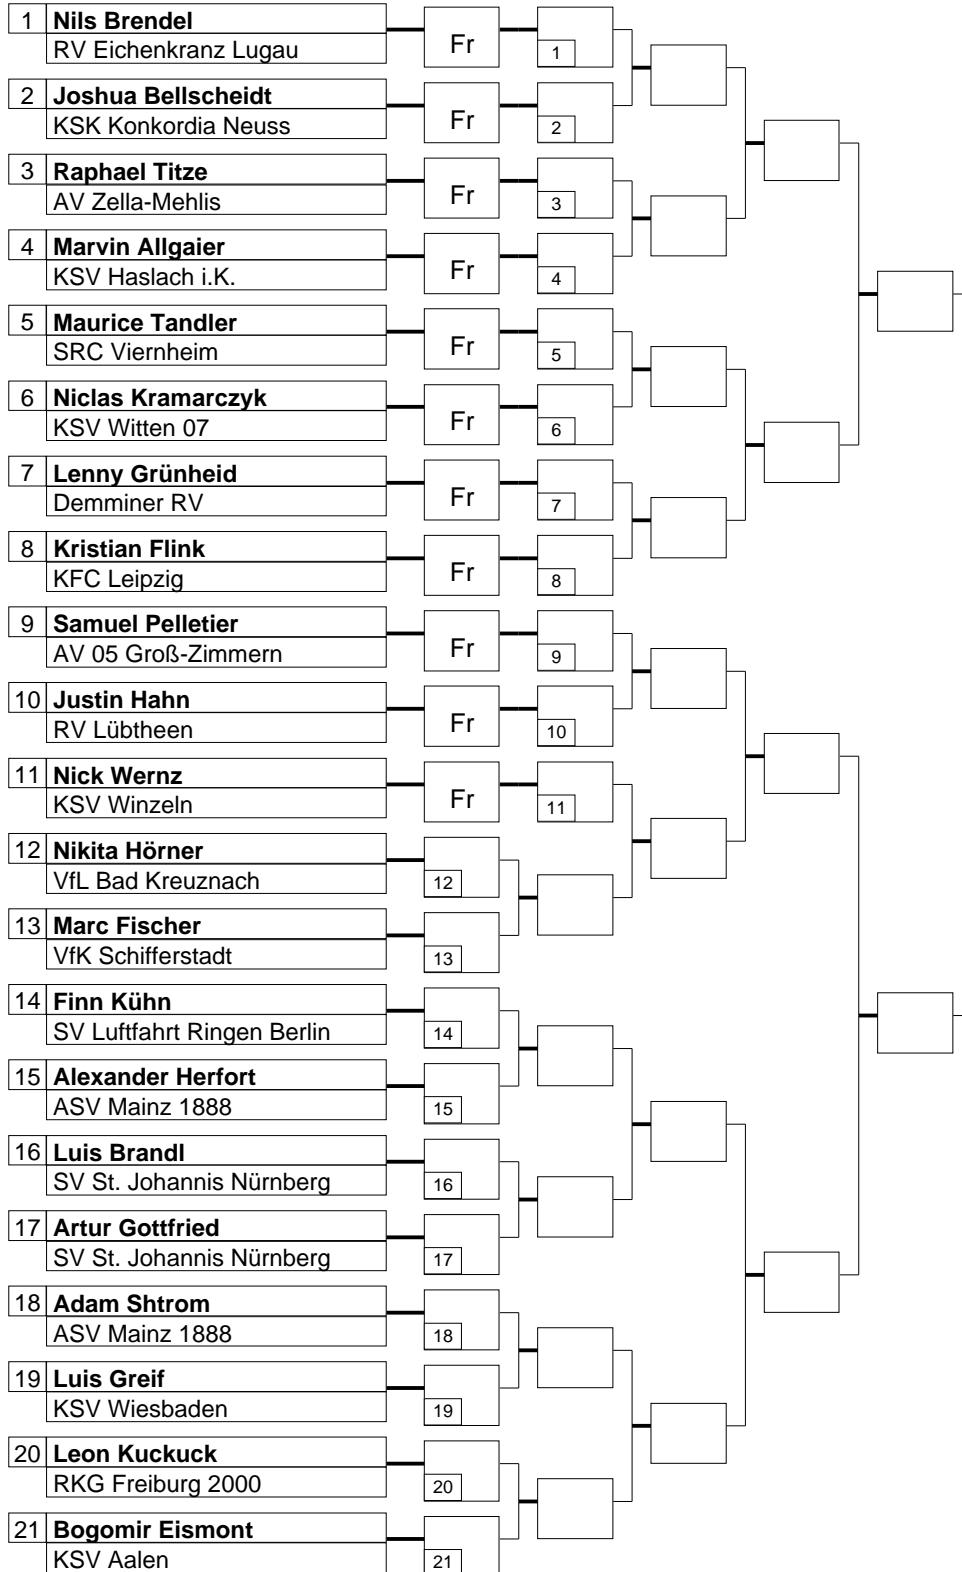 1 Nils Brendel
RV Eichenkranz Lugau
Fr
1
2 Joshua Bellscheidt
KSK Konkordia Neuss
Fr
2
3 Raphael Titze
AV Zella-Mehlis
Fr
3
4 Marvin Allgaier
KSV Haslach i.K.
Fr
4
5 Maurice Tandler
SRC Viernheim
Fr
5
6 Niclas Kramarczyk
KSV Witten 07
Fr
6
7 Lenny Grünheid
Demminer RV
Fr
7
8 Kristian Flink
KFC Leipzig
Fr
8
9 Samuel Pelletier
AV 05 Groß-Zimmern
Fr
9
10 Justin Hahn
RV Lübtheen
Fr
10
11 Nick Wernz
KSV Winzeln
Fr
11
12 Nikita Hörner
VfL Bad Kreuznach
12
13 Marc Fischer
VfK Schifferstadt
13
14 Finn Kühn
SV Luftfahrt Ringen Berlin
14
15 Alexander Herfort
ASV Mainz 1888
15
16 Luis Brandl
SV St. Johannis Nürnberg
16
17 Artur Gottfried
SV St. Johannis Nürnberg
17
18 Adam Shtrom
ASV Mainz 1888
18
19 Luis Greif
KSV Wiesbaden
19
20 Leon Kuckuck
RKG Freiburg 2000
20
21 Bogomir Eismont
KSV Aalen
21